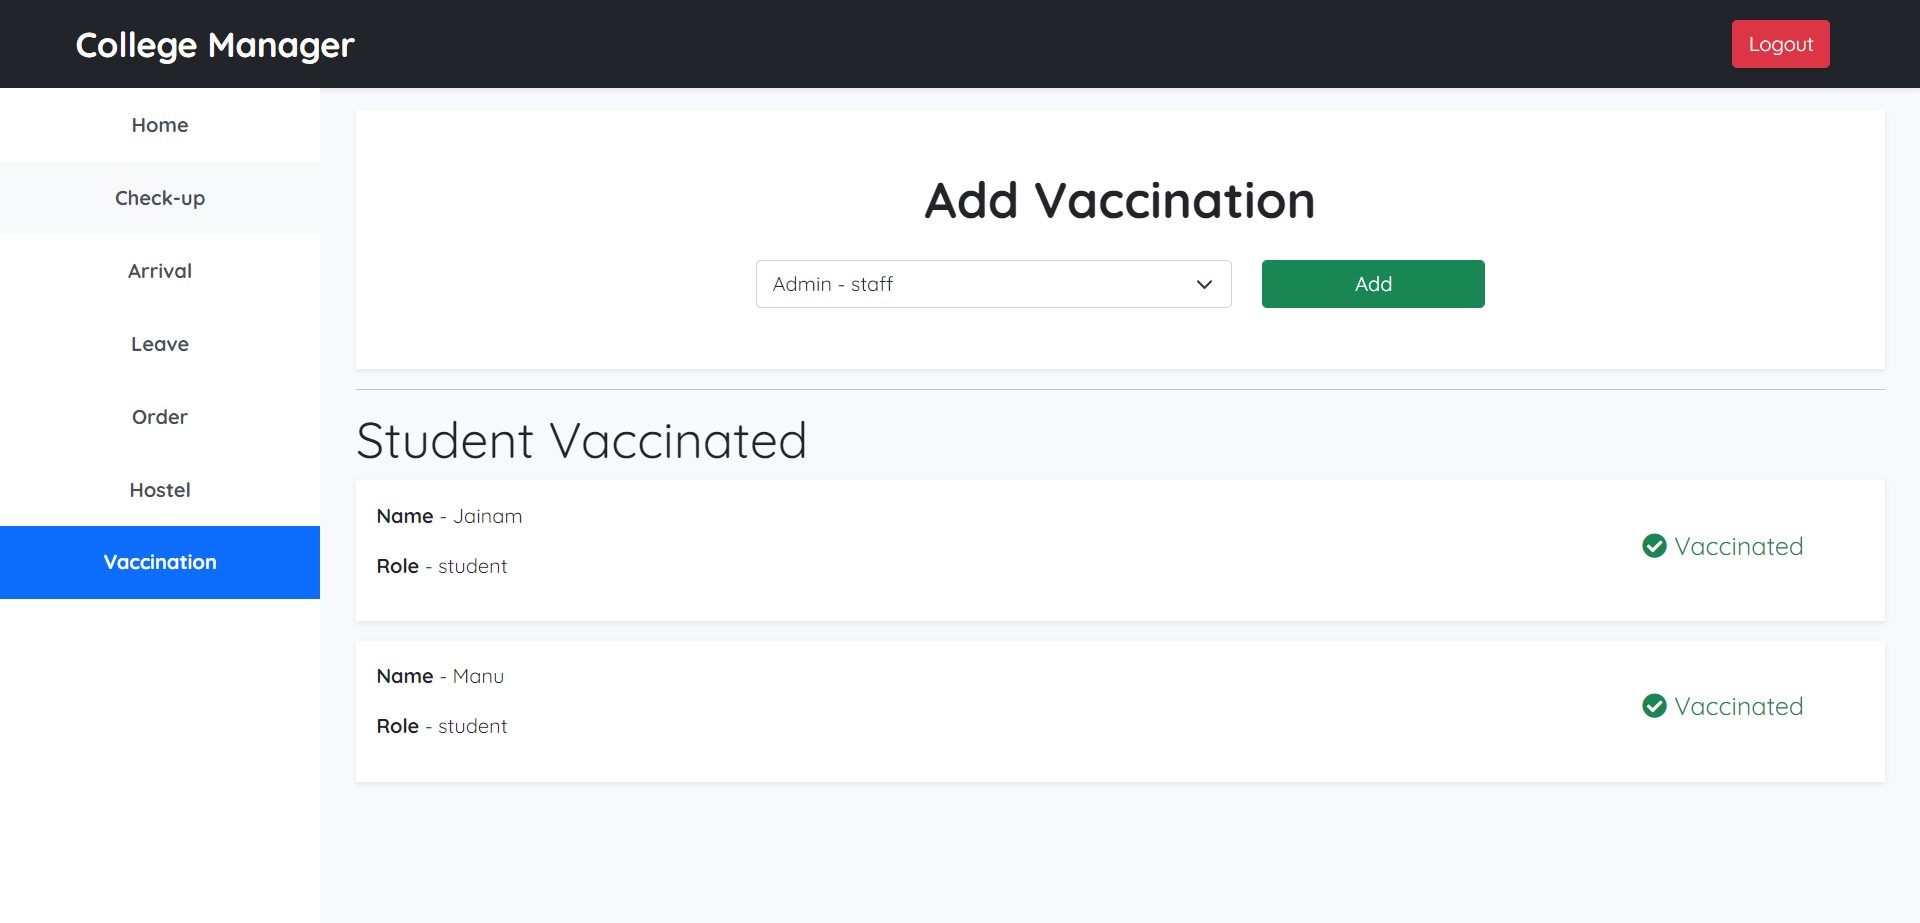 College Manager
Logout
Home
Check-up
Arrival
Leave
Order
Hostel
Vaccination
Add Vaccination
Admin - staff
Add
Student Vaccinated
Name - Jainam
Role - student
Vaccinated
Name - Manu
Role - student
Vaccinated